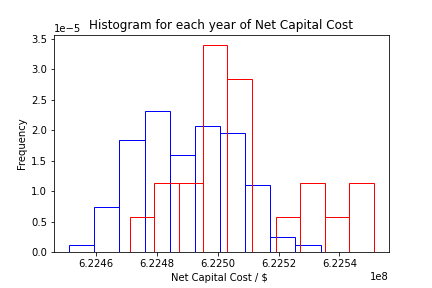 Histogram for each year of Net Capital Cost
1e−5
3.5
3.0
2.5
2.0
1.5
1.0
0.5
0.0
Frequency
6.2246 6.2248 6.2250 6.2252 6.2254
1e8
Net Capital Cost / $